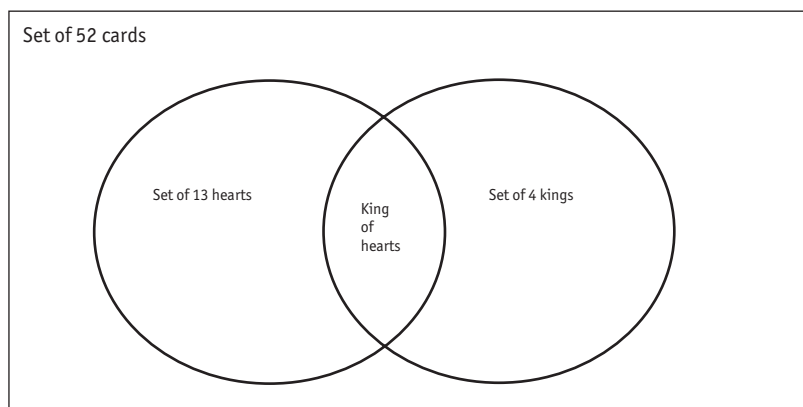 Set of 52 cards
Set of 13 hearts
King
of
hearts
Set of 4 kings